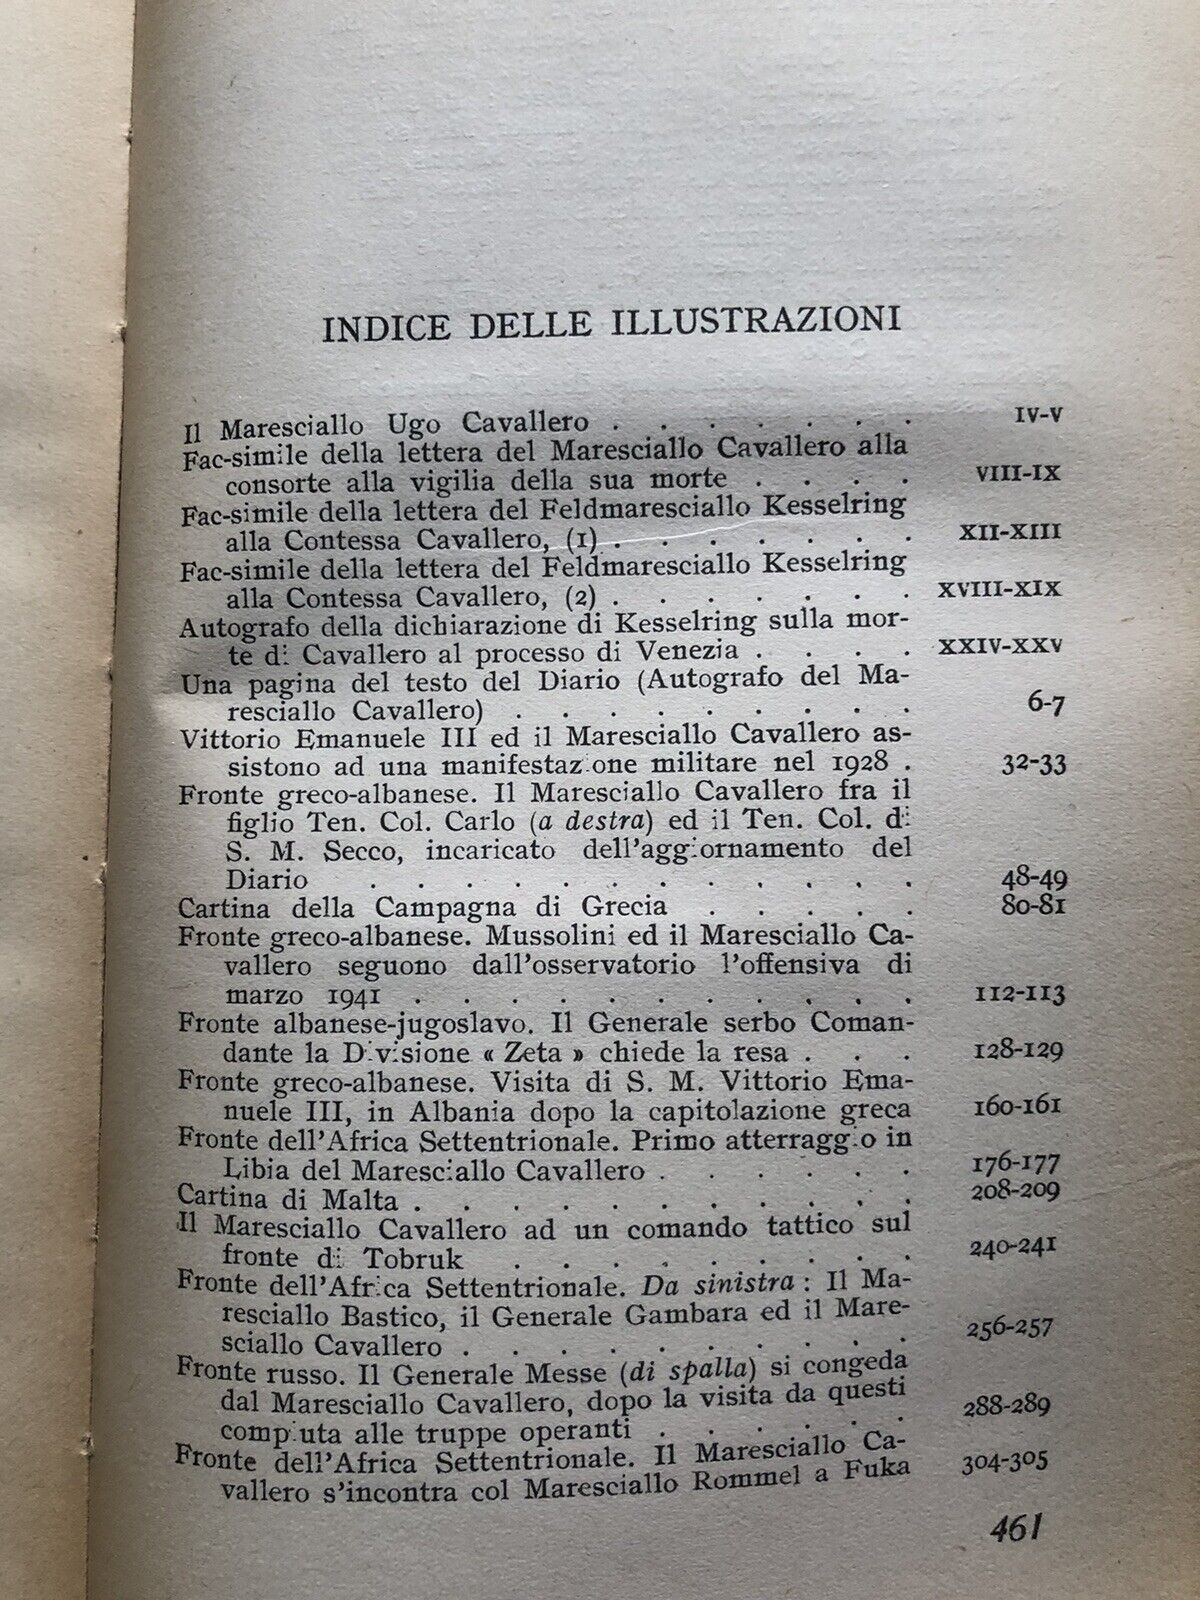 INDICE DELLE ILLUSTRAZIONI
Il Maresciallo Ugo Cavallero . . . . . . . IV-V
Fac-simile della lettera del Maresciallo Cavallero alla
consorte alla vigilia della sua morte . . . . VIII-IX
Fac-simile della lettera del Feldmaresciallo Kesselring
alla Contessa Cavallero, (1) . . . . . . . XII-XIII
Fac-simile della lettera del Feldmaresciallo Kesselring
alla Contessa Cavallero, (2) . . . . . . . XVIII-XIX
Autografo della dichiarazione di Kesselring sulla mor-
te di Cavallero al processo di Venezia . . . . XXIV-XXV
Una pagina del testo del Diario (Autografo del Ma-
resciallo Cavallero) . . . . . . . . . 6-7
Vittorio Emanuele III ed il Maresciallo Cavallero as-
sistono ad una manifestazione militare nel 1928 . 32-33
Fronte greco-albanese. Il Maresciallo Cavallero fra il
figlio Ten. Col. Carlo (a destra) ed il Ten. Col. di
S. M. Secco, incaricato dell'aggiornamento del
Diario . . . . . . . . . . . . 48-49
Cartina della Campagna di Grecia . . . . . 80-81
Fronte greco-albanese. Mussolini ed il Maresciallo Ca-
vallero seguono dall'osservatorio l'offensiva di
marzo 1941 . . . . . . . . . . . 112-113
Fronte albanese-jugoslavo. Il Generale serbo Coman-
dante la Divisione « Zeta » chiede la resa . . . 128-129
Fronte greco-albanese. Visita di S. M. Vittorio Ema-
nuele III, in Albania dopo la capitolazione greca 160-161
Fronte dell'Africa Settentrionale. Primo atterraggio in
Libia del Maresciallo Cavallero . . . . . . 176-177
Cartina di Malta . . . . . . . . . . . 208-209
Il Maresciallo Cavallero ad un comando tattico sul
fronte di Tobruk . . . . . . . . . 240-241
Fronte dell'Africa Settentrionale. Da sinistra : Il Ma-
resciallo Bastico, il Generale Gambara ed il Mare-
sciallo Cavallero . . . . . . . . . . 256-257
Fronte russo. Il Generale Messe (di spalla) si congeda
dal Maresciallo Cavallero, dopo la visita da questi
compiuta alle truppe operanti . . . . . . 288-289
Fronte dell'Africa Settentrionale. Il Maresciallo Ca-
vallero s'incontra col Maresciallo Rommel a Fuka 304-305
461